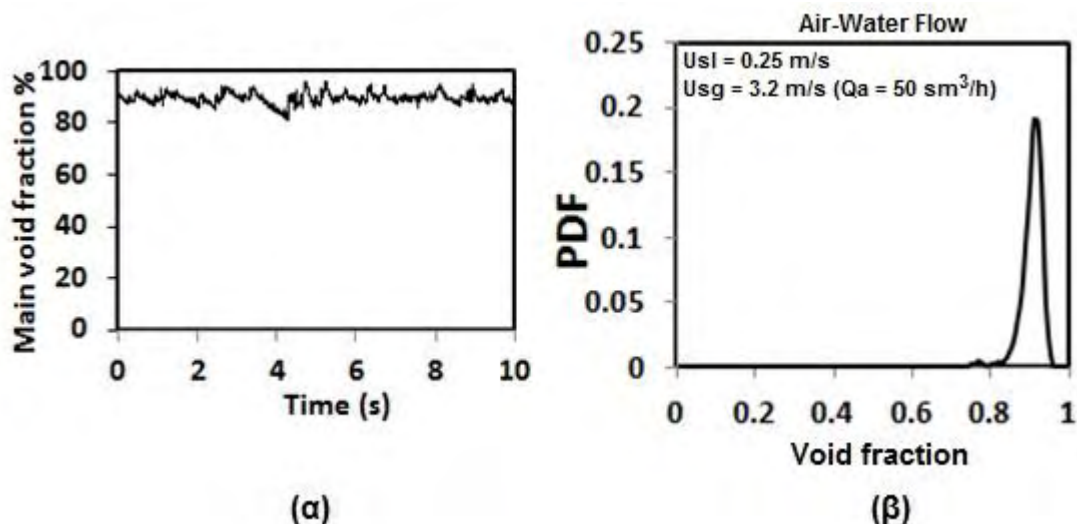 Main void fraction %
100
80
60
40
20
0
0 2 4 6 8 10
Time (s)
(α)
Air-Water Flow
Usl = 0.25 m/s
Usg = 3.2 m/s (Qa = 50 sm³/h)
PDF
0.25
0.2
0.15
0.1
0.05
0
0 0.2 0.4 0.6 0.8 1
Void fraction
(β)